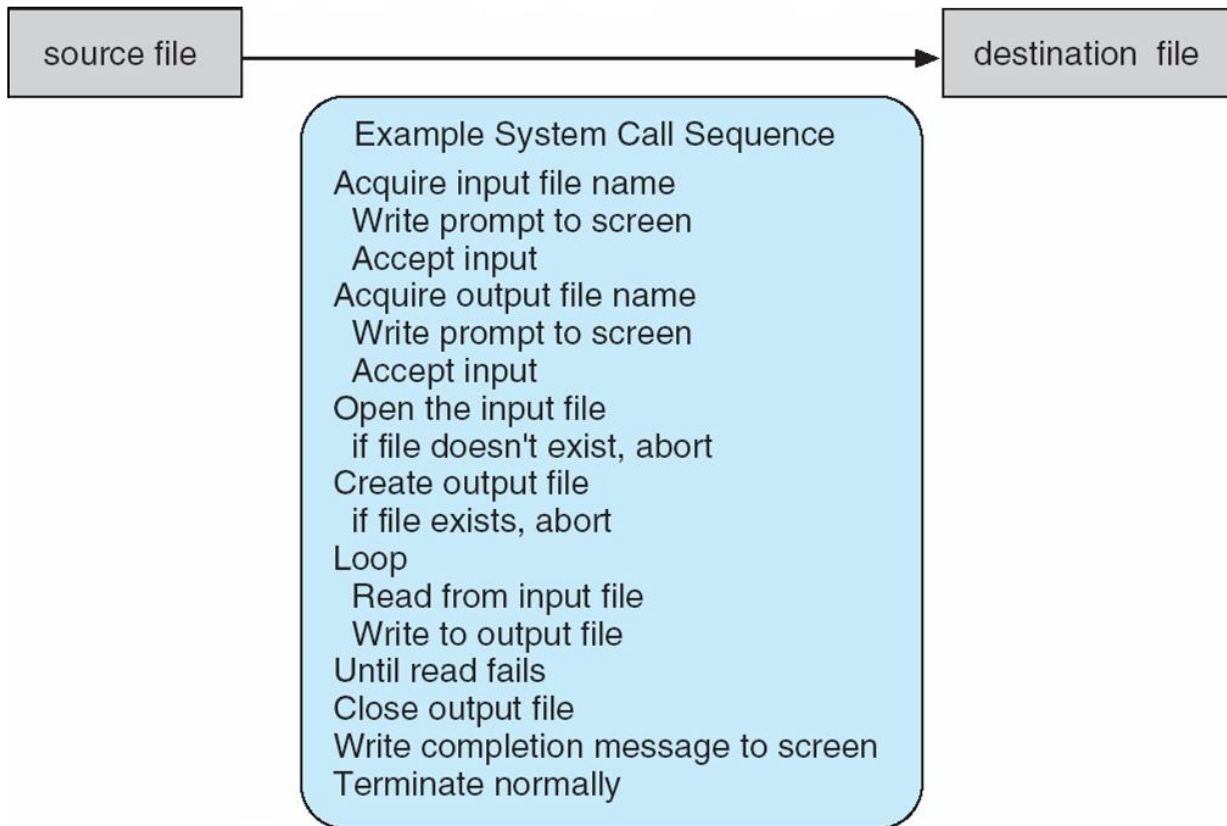 source file
destination file
Example System Call Sequence
Acquire input file name
Write prompt to screen
Accept input
Acquire output file name
Write prompt to screen
Accept input
Open the input file
if file doesn't exist, abort
Create output file
if file exists, abort
Loop
Read from input file
Write to output file
Until read fails
Close output file
Write completion message to screen
Terminate normally